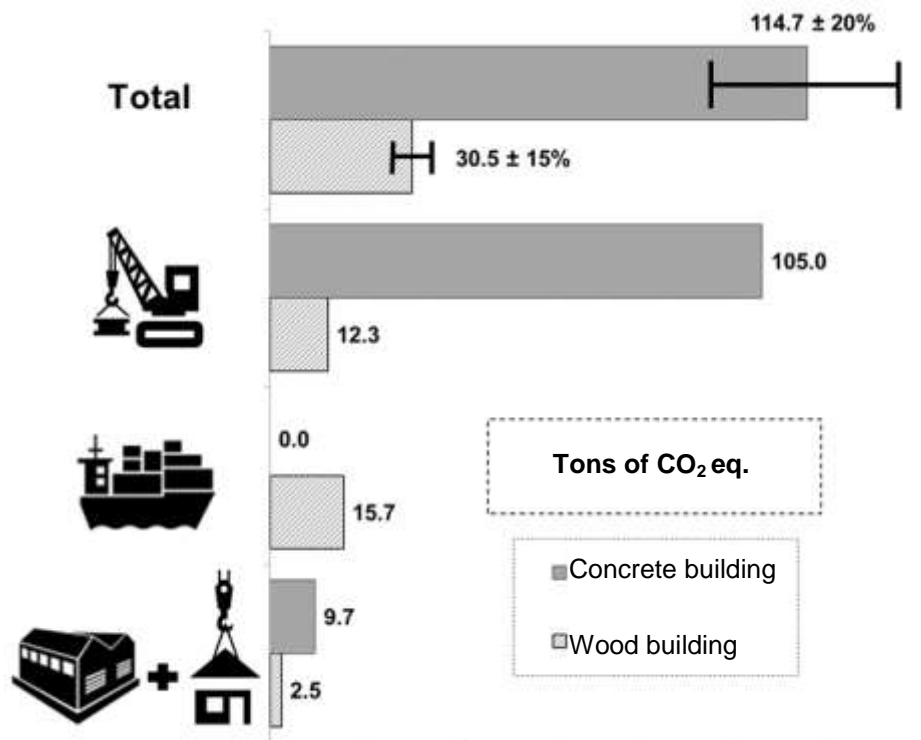 114.7 ± 20%
Total
30.5 ± 15%
105.0
12.3
0.0
Tons of CO₂ eq.
15.7
Concrete building
9.7
Wood building
2.5